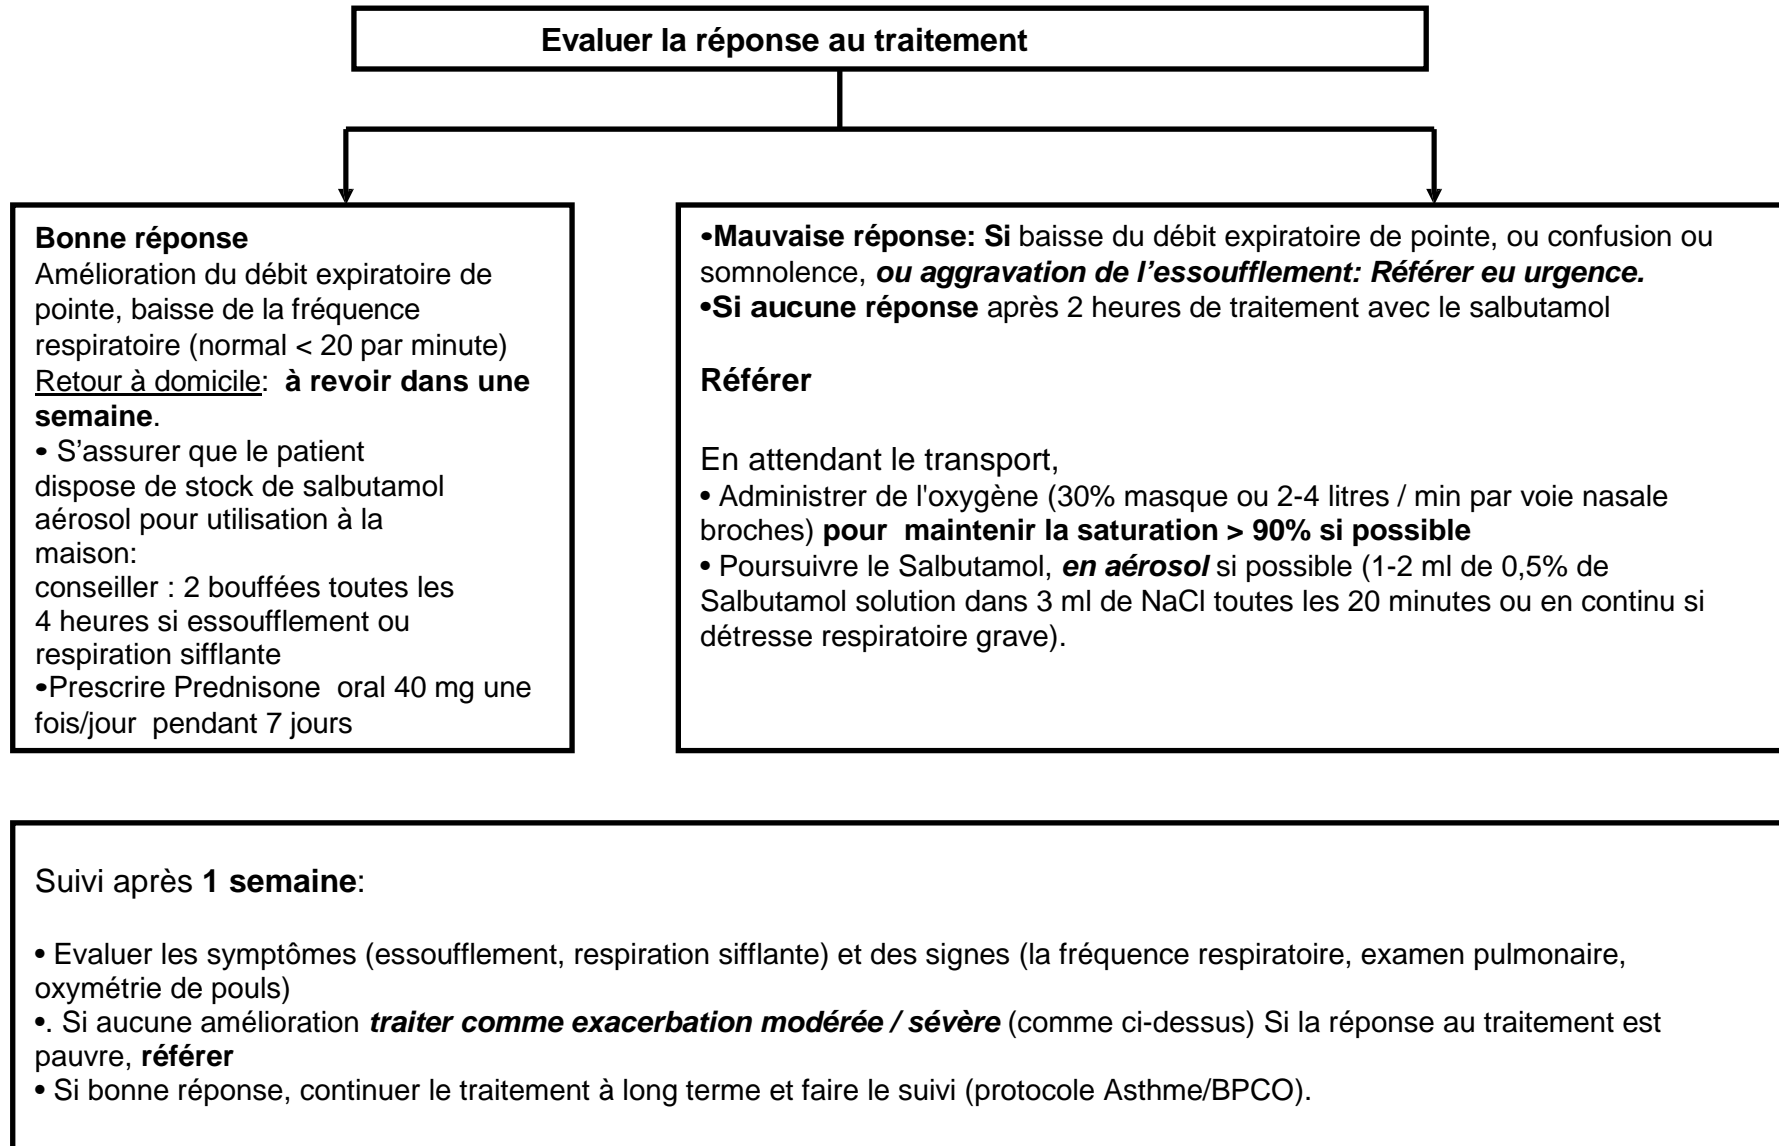 Evaluer la réponse au traitement
Bonne réponse
Amélioration du débit expiratoire de
pointe, baisse de la fréquence
respiratoire (normal < 20 par minute)
Retour à domicile:  à revoir dans une
semaine.
• S’assurer que le patient
dispose de stock de salbutamol
aérosol pour utilisation à la
maison:
conseiller : 2 bouffées toutes les
4 heures si essoufflement ou
respiration sifflante
•Prescrire Prednisone  oral 40 mg une
fois/jour  pendant 7 jours
•Mauvaise réponse: Si baisse du débit expiratoire de pointe, ou confusion ou
somnolence, ou aggravation de l’essoufflement: Référer eu urgence.
•Si aucune réponse après 2 heures de traitement avec le salbutamol
Référer
En attendant le transport,
• Administrer de l'oxygène (30% masque ou 2-4 litres / min par voie nasale
broches) pour  maintenir la saturation > 90% si possible
• Poursuivre le Salbutamol, en aérosol si possible (1-2 ml de 0,5% de
Salbutamol solution dans 3 ml de NaCl toutes les 20 minutes ou en continu si
détresse respiratoire grave).
Suivi après 1 semaine:
• Evaluer les symptômes (essoufflement, respiration sifflante) et des signes (la fréquence respiratoire, examen pulmonaire,
oxymétrie de pouls)
•. Si aucune amélioration traiter comme exacerbation modérée / sévère (comme ci-dessus) Si la réponse au traitement est
pauvre, référer
• Si bonne réponse, continuer le traitement à long terme et faire le suivi (protocole Asthme/BPCO).